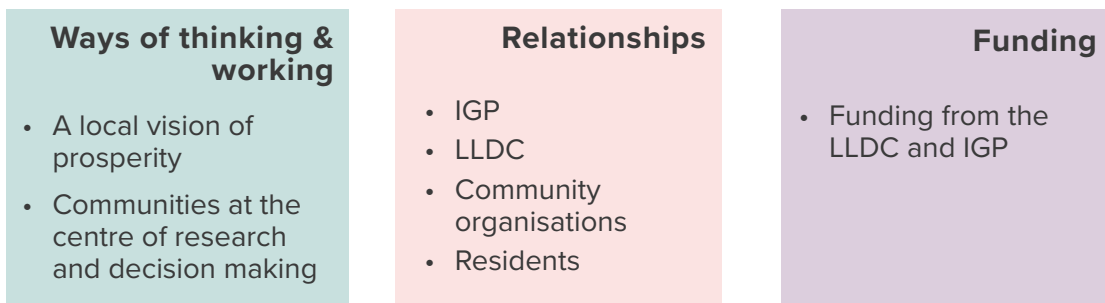 Ways of thinking &
working
• A local vision of
prosperity
• Communities at the
centre of research
and decision making
Relationships
• IGP
• LLDC
• Community
organisations
• Residents
Funding
• Funding from the
LLDC and IGP